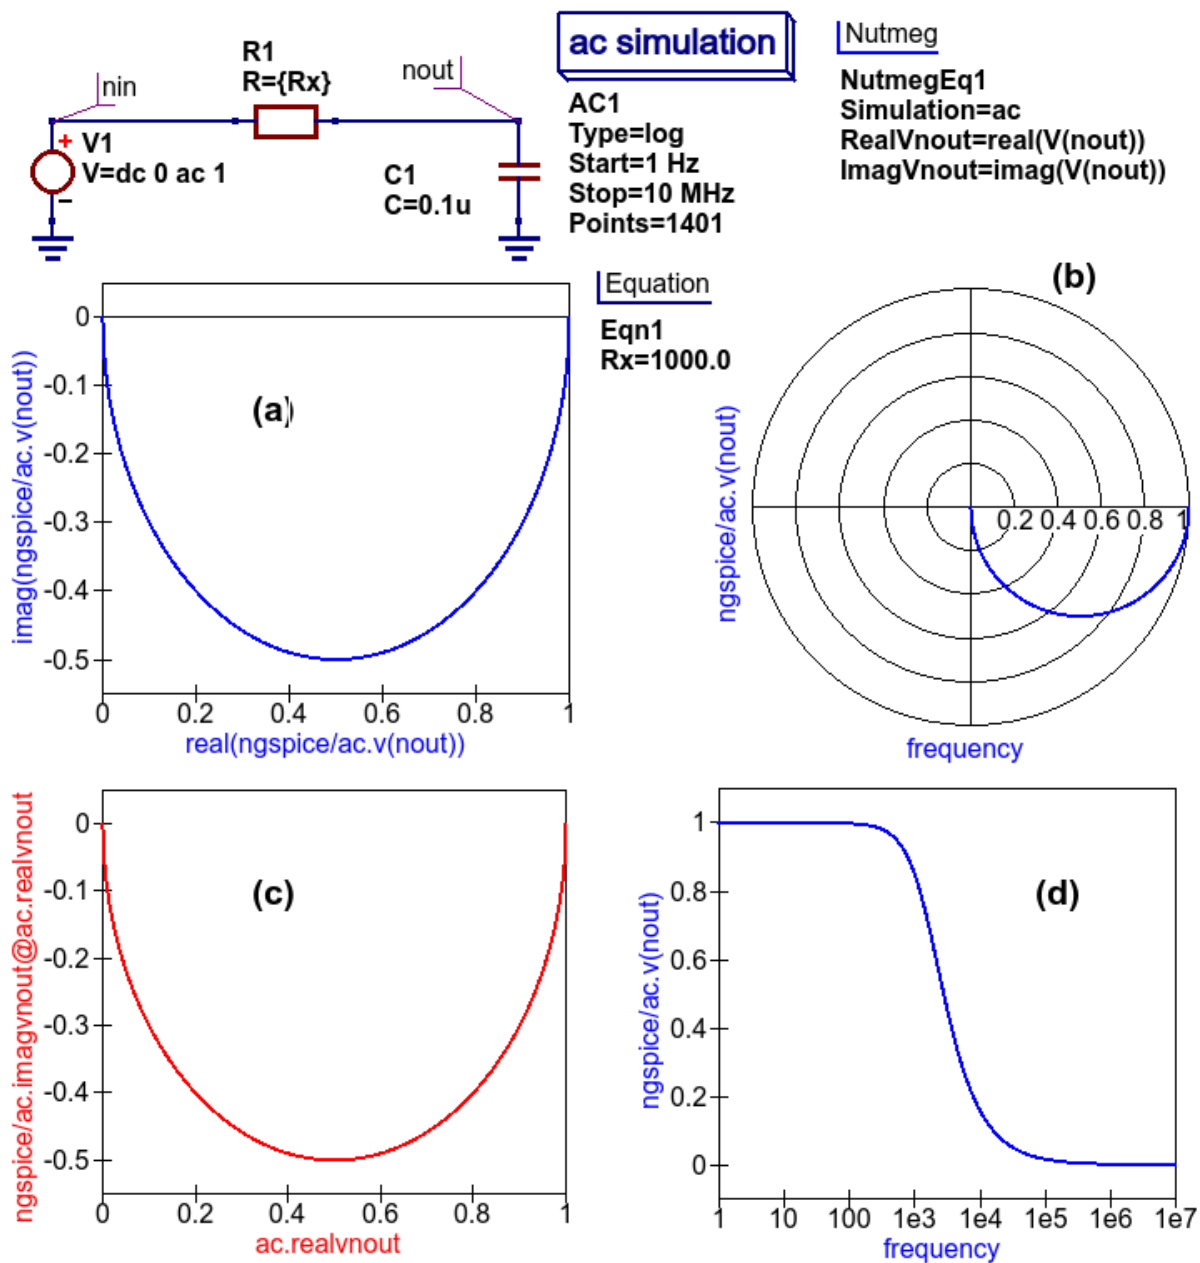 ac simulation
Nutmeg
R1
R={Rx}
nin
nout
NutmegEq1
Simulation=ac
RealVnout=real(V(nout))
ImagVnout=imag(V(nout))
AC1
Type=log
Start=1 Hz
Stop=10 MHz
Points=1401
+ V1
V=dc 0 ac 1
−
C1
C=0.1u
Equation
Eqn1
Rx=1000.0
(a)
0
-0.1
-0.2
-0.3
-0.4
-0.5
imag(ngspice/ac.v(nout))
0 0.2 0.4 0.6 0.8 1
real(ngspice/ac.v(nout))
(b)
ngspice/ac.v(nout)
0.2 0.4 0.6 0.8 1
frequency
(c)
0
-0.1
-0.2
-0.3
-0.4
-0.5
ngspice/ac.imagvnout@ac.realvnout
0 0.2 0.4 0.6 0.8 1
ac.realvnout
(d)
1
0.8
0.6
0.4
0.2
0
ngspice/ac.v(nout)
1 10 100 1e3 1e4 1e5 1e6 1e7
frequency